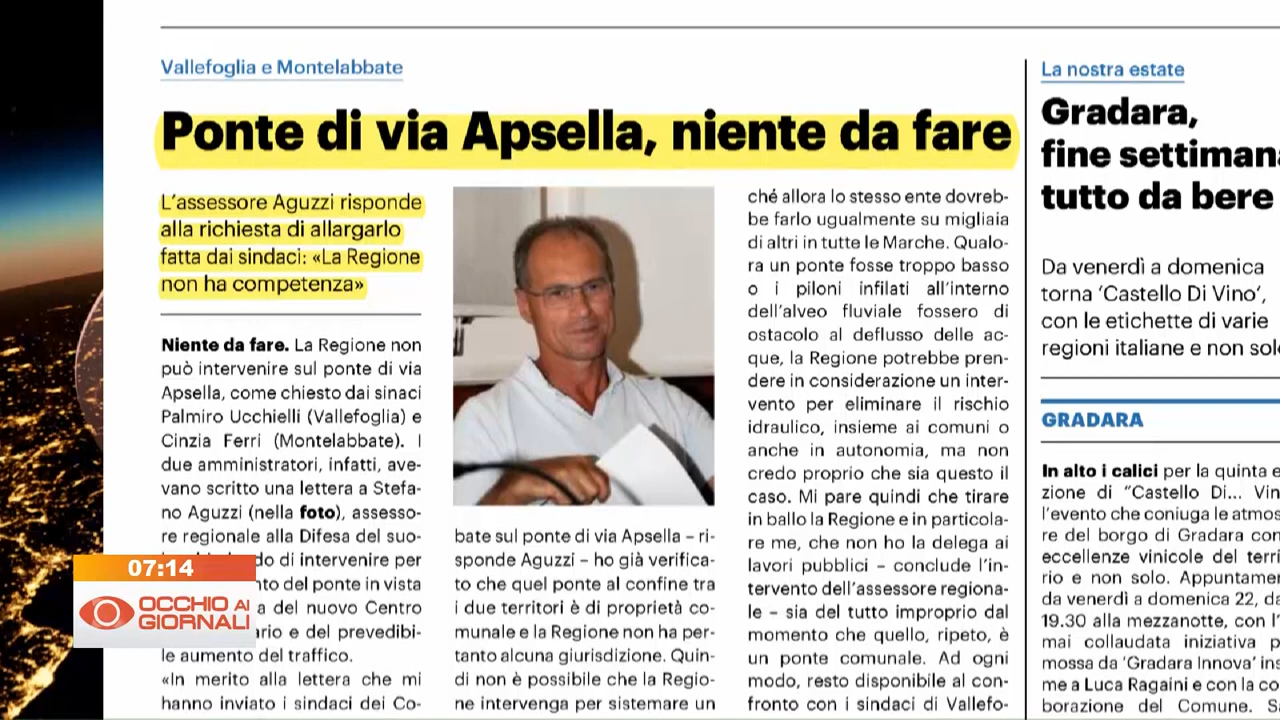 Vallefoglia e Montelabbate
Ponte di via Apsella, niente da fare
L'assessore Aguzzi risponde
alla richiesta di allargarlo
fatta dai sindaci: «La Regione
non ha competenza»
Niente da fare. La Regione non
può intervenire sul ponte di via
Apsella, come chiesto dai sinaci
Palmiro Ucchielli (Vallefoglia) e
Cinzia Ferri (Montelabbate). I
due amministratori, infatti, ave-
vano scritto una lettera a Stefa-
no Aguzzi (nella foto), assesso-
re regionale alla Difesa del suo-
do di intervenire per
nto del ponte in vista
a del nuovo Centro
ario e del prevedibi-
le aumento del traffico.
«In merito alla lettera che mi
hanno inviato i sindaci dei Co-
bate sul ponte di via Apsella – ri-
sponde Aguzzi – ho già verifica-
to che quel ponte al confine tra
i due territori è di proprietà co-
munale e la Regione non ha per-
tanto alcuna giurisdizione. Quin-
di non è possibile che la Regio-
ne intervenga per sistemare un
ché allora lo stesso ente dovreb-
be farlo ugualmente su migliaia
di altri in tutte le Marche. Qualo-
ra un ponte fosse troppo basso
o i piloni infilati all'interno
dell'alveo fluviale fossero di
ostacolo al deflusso delle ac-
que, la Regione potrebbe pren-
dere in considerazione un inter-
vento per eliminare il rischio
idraulico, insieme ai comuni o
anche in autonomia, ma non
credo proprio che sia questo il
caso. Mi pare quindi che tirare
in ballo la Regione e in particola-
re me, che non ho la delega ai
lavori pubblici – conclude l'in-
tervento dell'assessore regiona-
le – sia del tutto improprio dal
momento che quello, ripeto, è
un ponte comunale. Ad ogni
modo, resto disponibile al con-
fronto con i sindaci di Vallefo-
La nostra estate
Gradara,
fine settimana
tutto da bere
Da venerdì a domenica
torna 'Castello Di Vino',
con le etichette di varie
regioni italiane e non solo
GRADARA
In alto i calici per la quinta e
zione di "Castello Di... Vin
l'evento che coniuga le atmos
re del borgo di Gradara con
eccellenze vinicole del terri
rio e non solo. Appuntamen
da venerdì a domenica 22, da
19.30 alla mezzanotte, con l'
mai collaudata iniziativa p
mossa da 'Gradara Innova' ins
me a Luca Ragaini e con la co
borazione del Comune. Sa
07:14
OCCHIO AI
GIORNALI